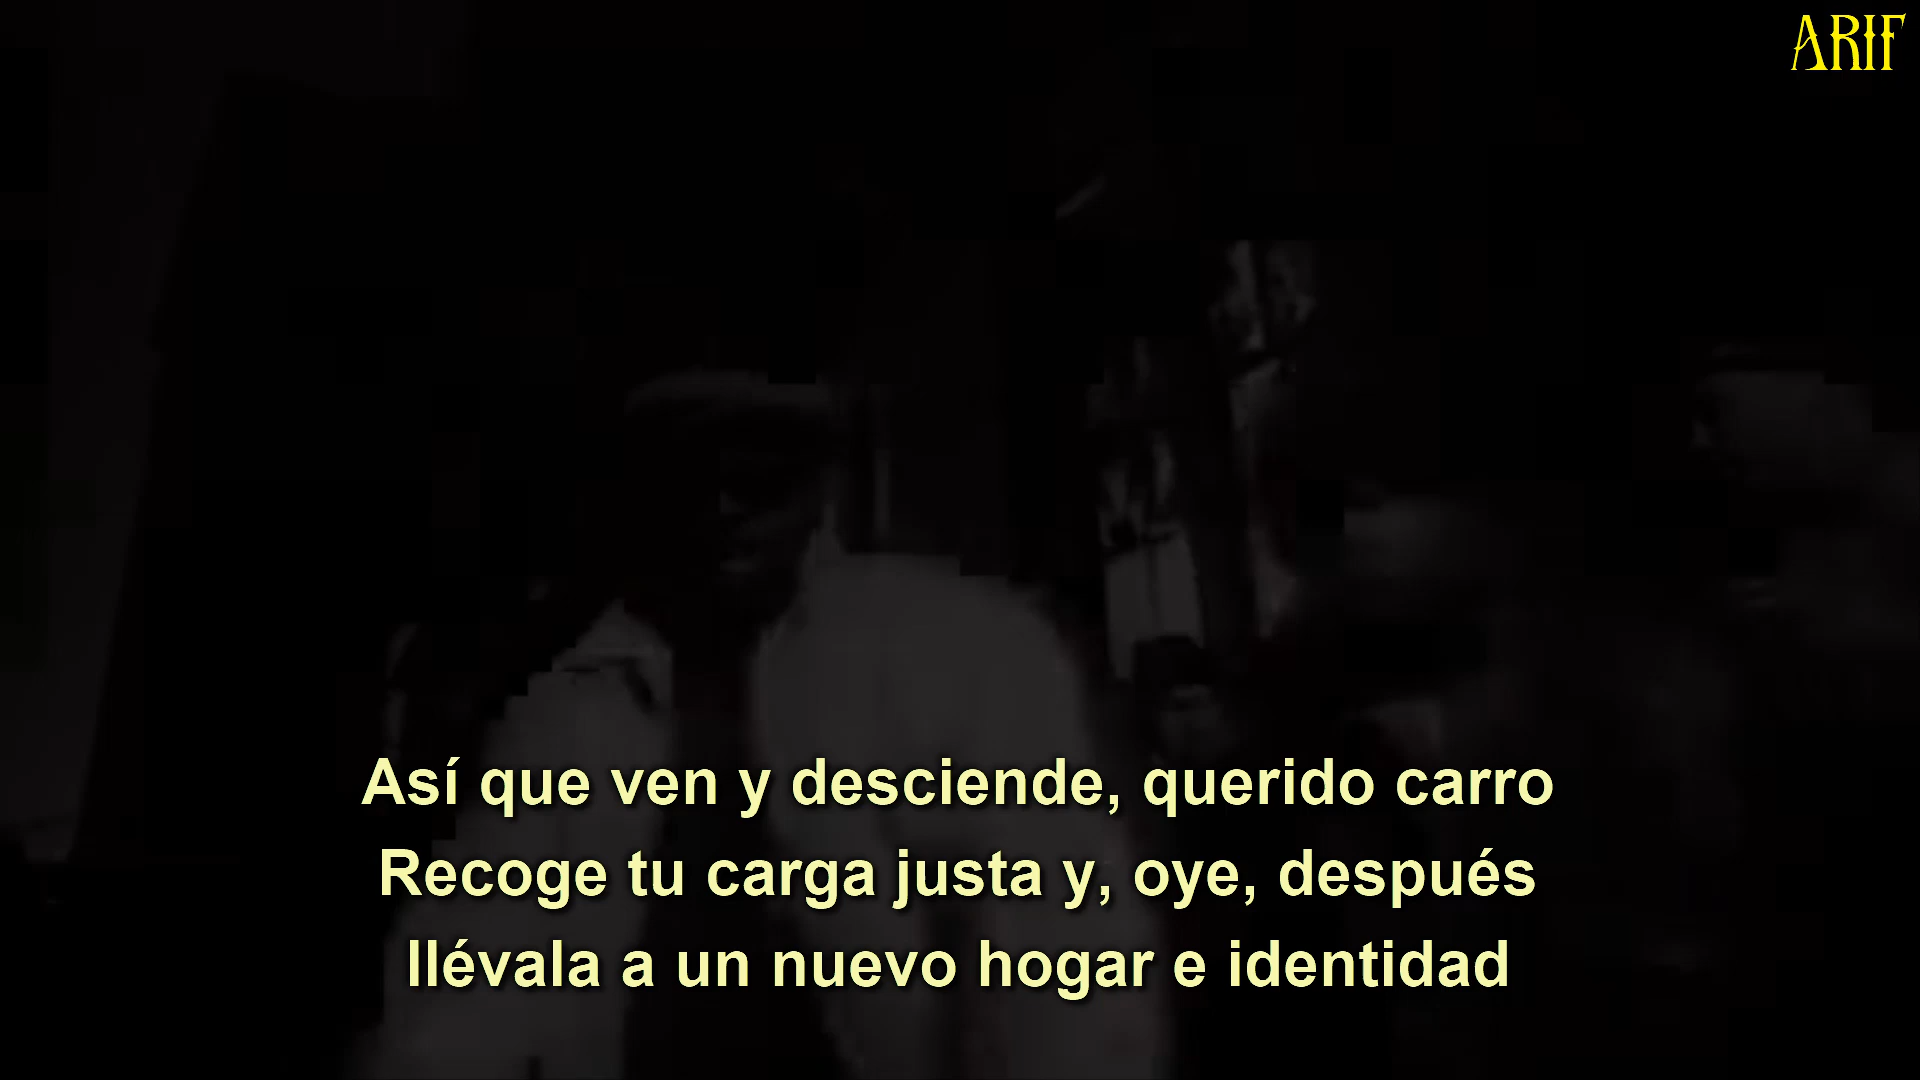 ARIF
Así que ven y desciende, querido carro
Recoge tu carga justa y, oye, después
llévala a un nuevo hogar e identidad